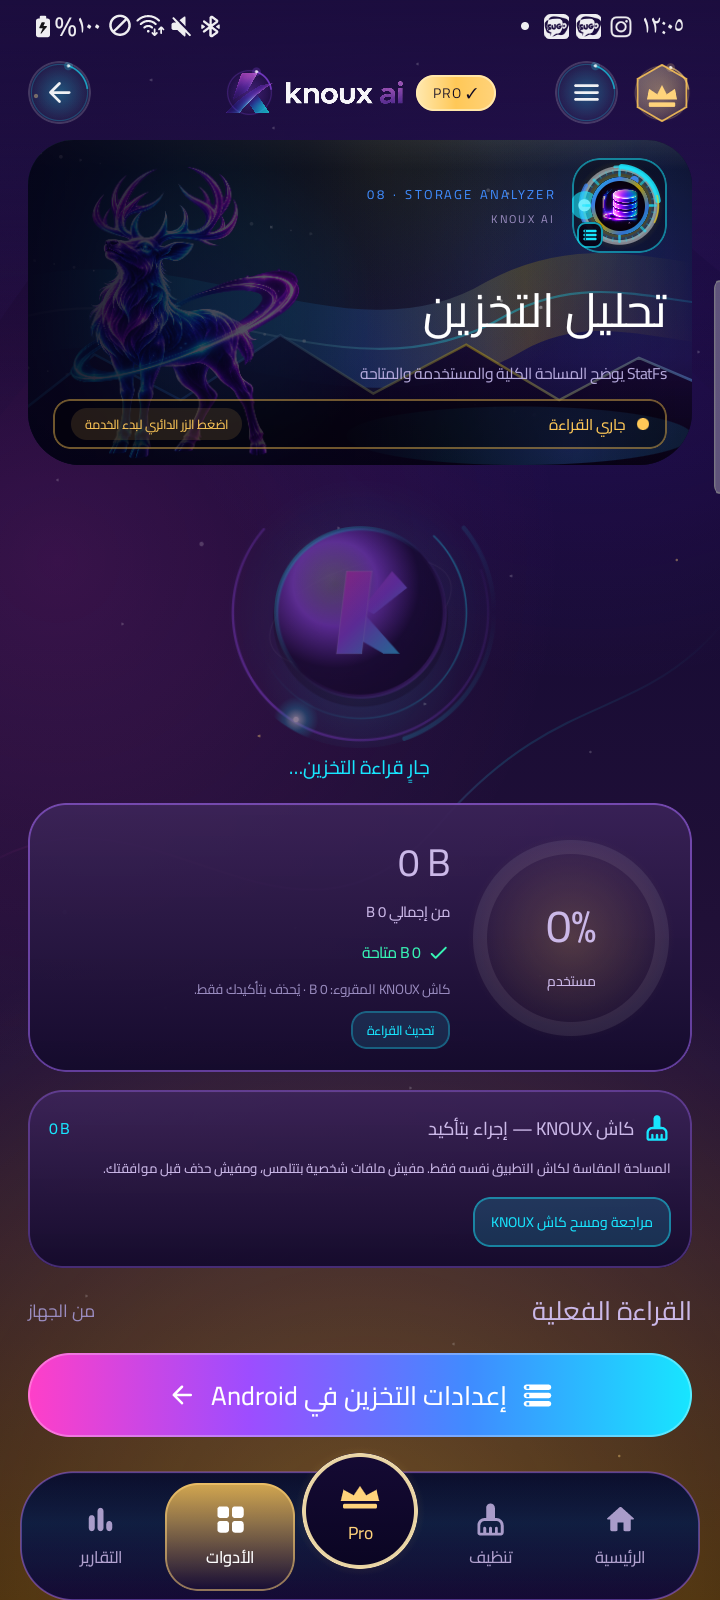 ١٢:٠٥
%١٠٠
knoux ai
PRO ✓
08 · STORAGE ANALYZER
KNOUX AI
تحليل التخزين
StatFs يوضح المساحة الكلية والمستخدمة والمتاحة
جاري القراءة
اضغط الزر الدائري لبدء الخدمة
جارٍ قراءة التخزين...
0%
مستخدم
0 B
من إجمالي 0 B
0 B متاحة
كاش KNOUX المقروء: 0 B · يُحذف بتأكيدك فقط.
تحديث القراءة
كاش KNOUX — إجراء بتأكيد
0 B
المساحة المقاسة لكاش التطبيق نفسه فقط. مفيش ملفات شخصية بتتلمس، ومفيش حذف قبل موافقتك.
مراجعة ومسح كاش KNOUX
القراءة الفعلية
من الجهاز
إعدادات التخزين في Android
الرئيسية
تنظيف
Pro
الأدوات
التقارير